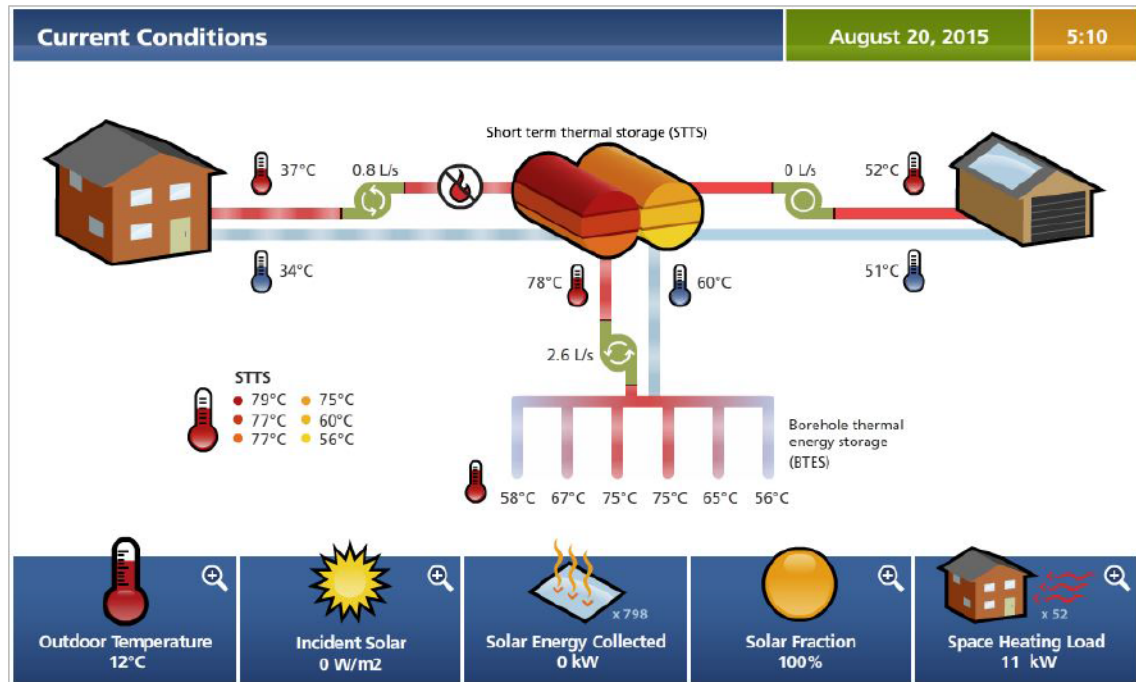 Current Conditions
August 20, 2015
5:10
Short term thermal storage (STTS)
37°C
0.8 L/s
0 L/s
52°C
34°C
78°C
60°C
51°C
2.6 L/s
STTS
79°C 75°C
77°C 60°C
77°C 56°C
Borehole thermal
energy storage
(BTES)
58°C 67°C 75°C 75°C 65°C 56°C
Outdoor Temperature
12°C
Incident Solar
0 W/m2
x 798
Solar Energy Collected
0 kW
Solar Fraction
100%
x 52
Space Heating Load
11 kW